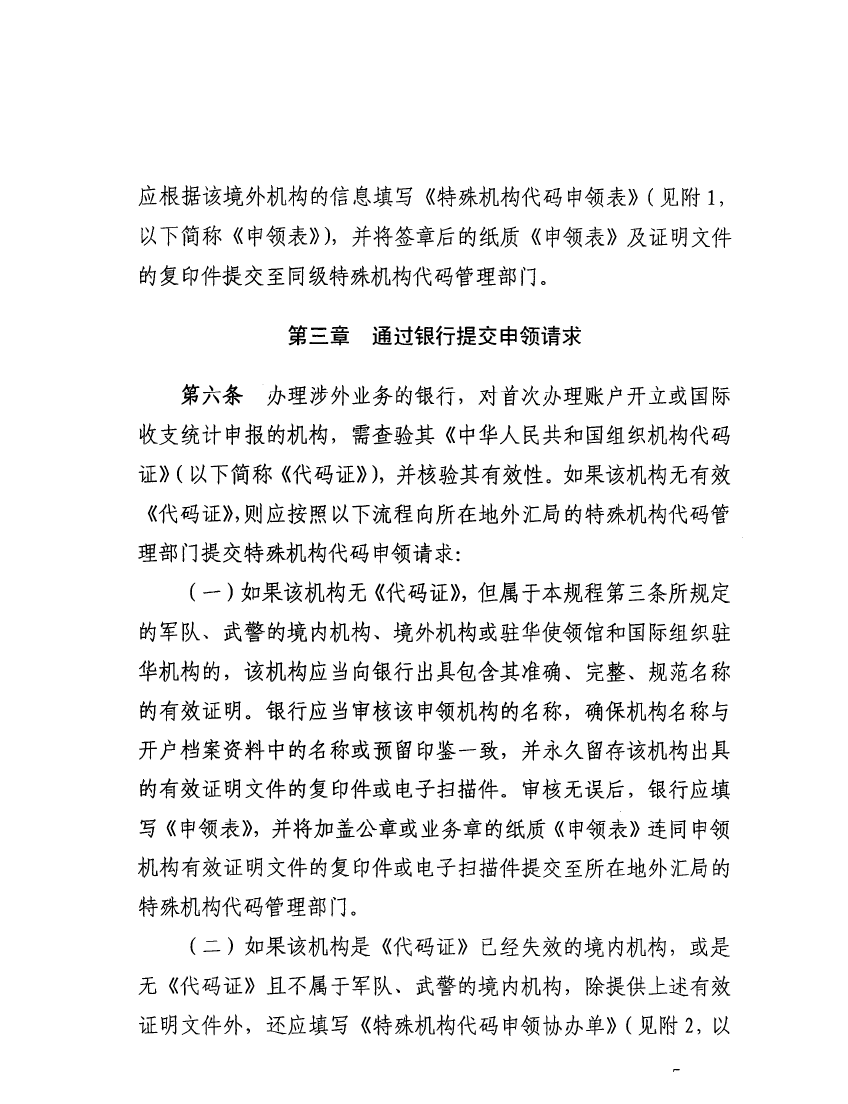 应根据该境外机构的信息填写《特殊机构代码申领表》（见附 1，
以下简称《申领表》），并将签章后的纸质《申领表》及证明文件
的复印件提交至同级特殊机构代码管理部门。
第三章　通过银行提交申领请求
第六条　办理涉外业务的银行，对首次办理账户开立或国际
收支统计申报的机构，需查验其《中华人民共和国组织机构代码
证》（以下简称《代码证》），并核验其有效性。如果该机构无有效
《代码证》，则应按照以下流程向所在地外汇局的特殊机构代码管
理部门提交特殊机构代码申领请求：
（一）如果该机构无《代码证》，但属于本规程第三条所规定
的军队、武警的境内机构、境外机构或驻华使领馆和国际组织驻
华机构的，该机构应当向银行出具包含其准确、完整、规范名称
的有效证明。银行应当审核该申领机构的名称，确保机构名称与
开户档案资料中的名称或预留印鉴一致，并永久留存该机构出具
的有效证明文件的复印件或电子扫描件。审核无误后，银行应填
写《申领表》，并将加盖公章或业务章的纸质《申领表》连同申领
机构有效证明文件的复印件或电子扫描件提交至所在地外汇局的
特殊机构代码管理部门。
（二）如果该机构是《代码证》已经失效的境内机构，或是
无《代码证》且不属于军队、武警的境内机构，除提供上述有效
证明文件外，还应填写《特殊机构代码申领协办单》（见附 2，以